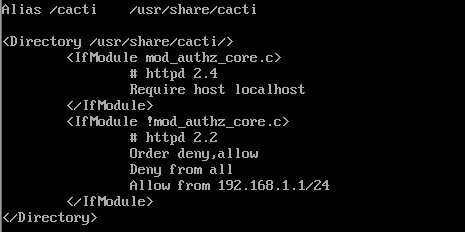 Alias /cacti    /usr/share/cacti

<Directory /usr/share/cacti/>
        <IfModule mod_authz_core.c>
                # httpd 2.4
                Require host localhost
        </IfModule>
        <IfModule !mod_authz_core.c>
                # httpd 2.2
                Order deny,allow
                Deny from all
                Allow from 192.168.1.1/24
        </IfModule>
</Directory>